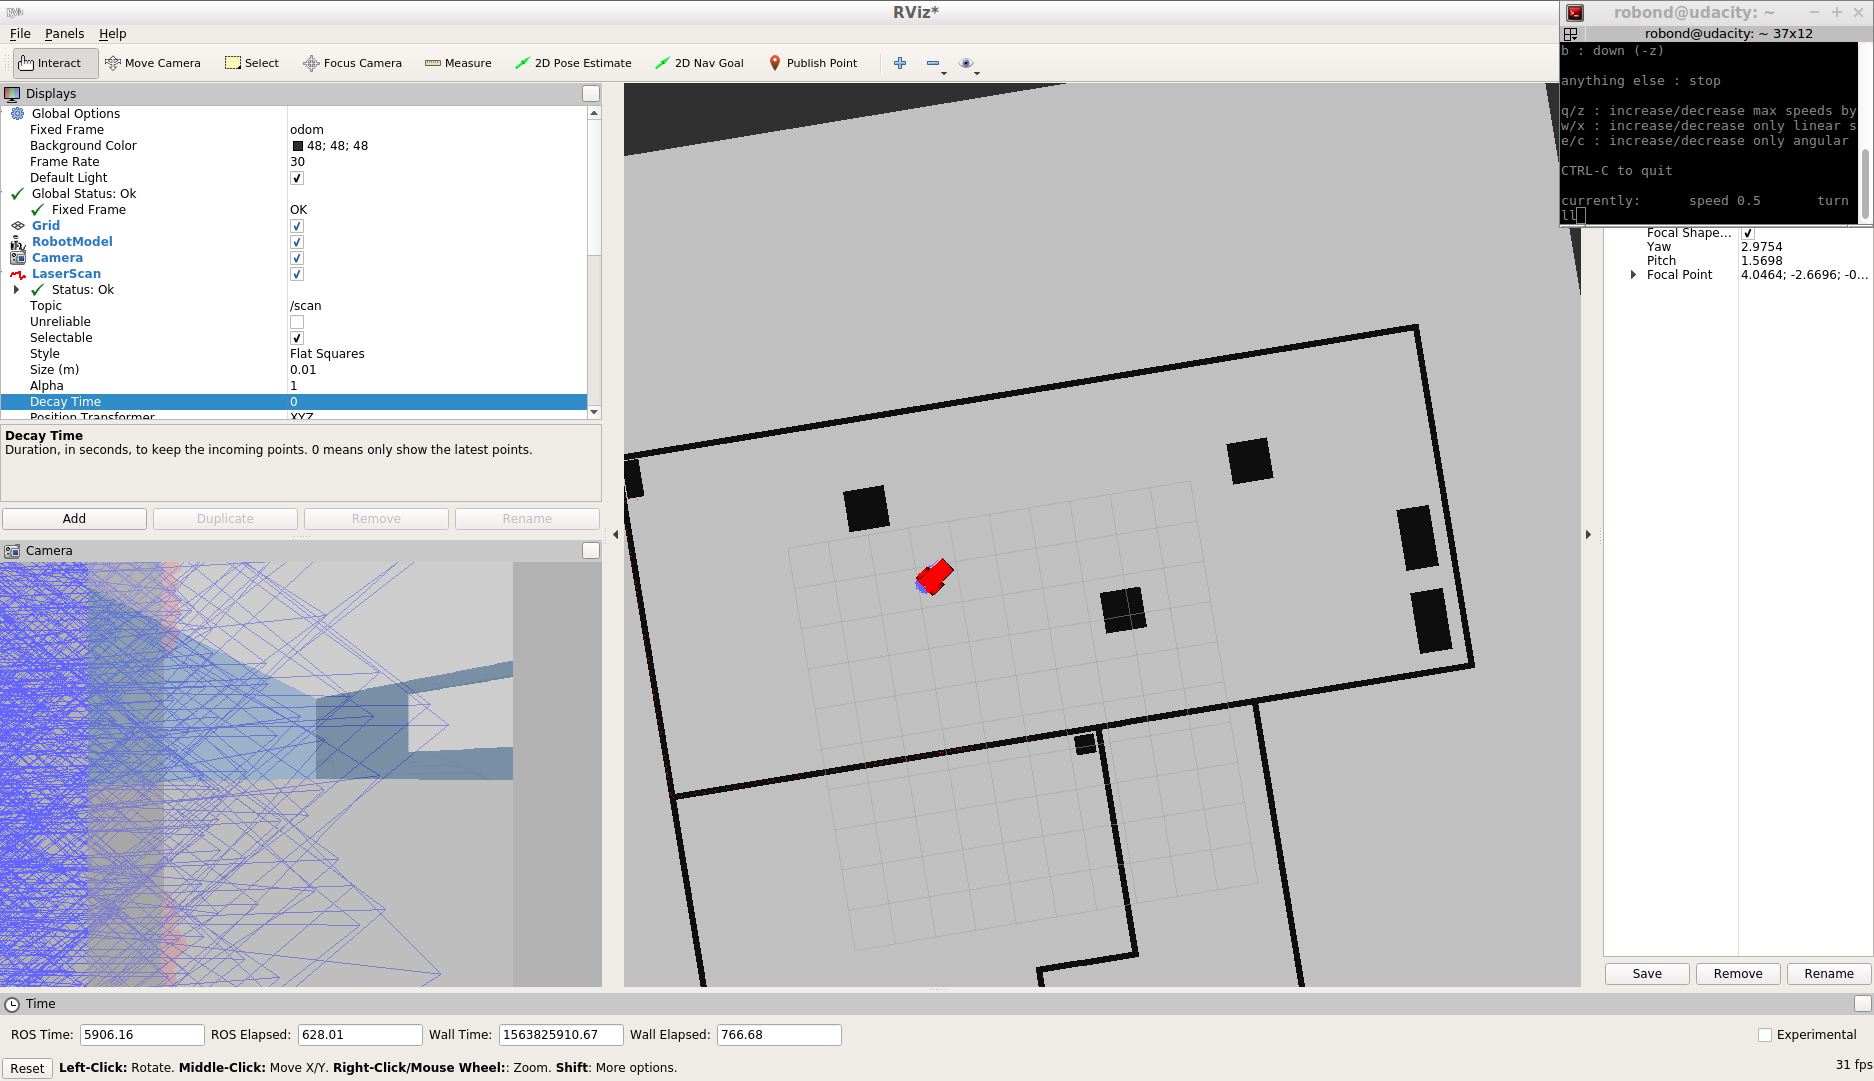 RViz*
File Panels Help
Interact Move Camera Select Focus Camera Measure 2D Pose Estimate 2D Nav Goal Publish Point
Displays
Global Options
Fixed Frame odom
Background Color 48; 48; 48
Frame Rate 30
Default Light
Global Status: Ok
Fixed Frame OK
Grid
RobotModel
Camera
LaserScan
Status: Ok
Topic /scan
Unreliable
Selectable
Style Flat Squares
Size (m) 0.01
Alpha 1
Decay Time 0
Position Transformer XYZ
Decay Time
Duration, in seconds, to keep the incoming points. 0 means only show the latest points.
Add Duplicate Remove Rename
Camera
robond@udacity: ~
robond@udacity: ~ 37x12
b : down (-z)
anything else : stop
q/z : increase/decrease max speeds by
w/x : increase/decrease only linear s
e/c : increase/decrease only angular
CTRL-C to quit
currently: speed 0.5 turn
ll
Focal Shape...
Yaw 2.9754
Pitch 1.5698
Focal Point 4.0464; -2.6696; -0...
Save Remove Rename
Time
ROS Time: 5906.16 ROS Elapsed: 628.01 Wall Time: 1563825910.67 Wall Elapsed: 766.68 Experimental
Reset Left-Click: Rotate. Middle-Click: Move X/Y. Right-Click/Mouse Wheel:: Zoom. Shift: More options. 31 fps